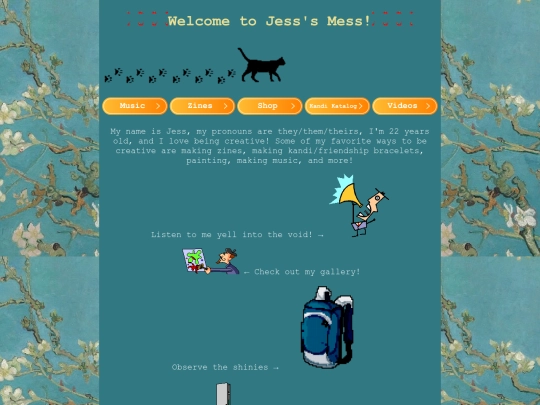 Welcome to Jess's Mess!
Music
Zines
Shop
Kandi Katalog
Videos
My name is Jess, my pronouns are they/them/theirs, I'm 22 years
old, and I love being creative! Some of my favorite ways to be
creative are making zines, making kandi/friendship bracelets,
painting, making music, and more!
Listen to me yell into the void! →
← Check out my gallery!
Observe the shinies →